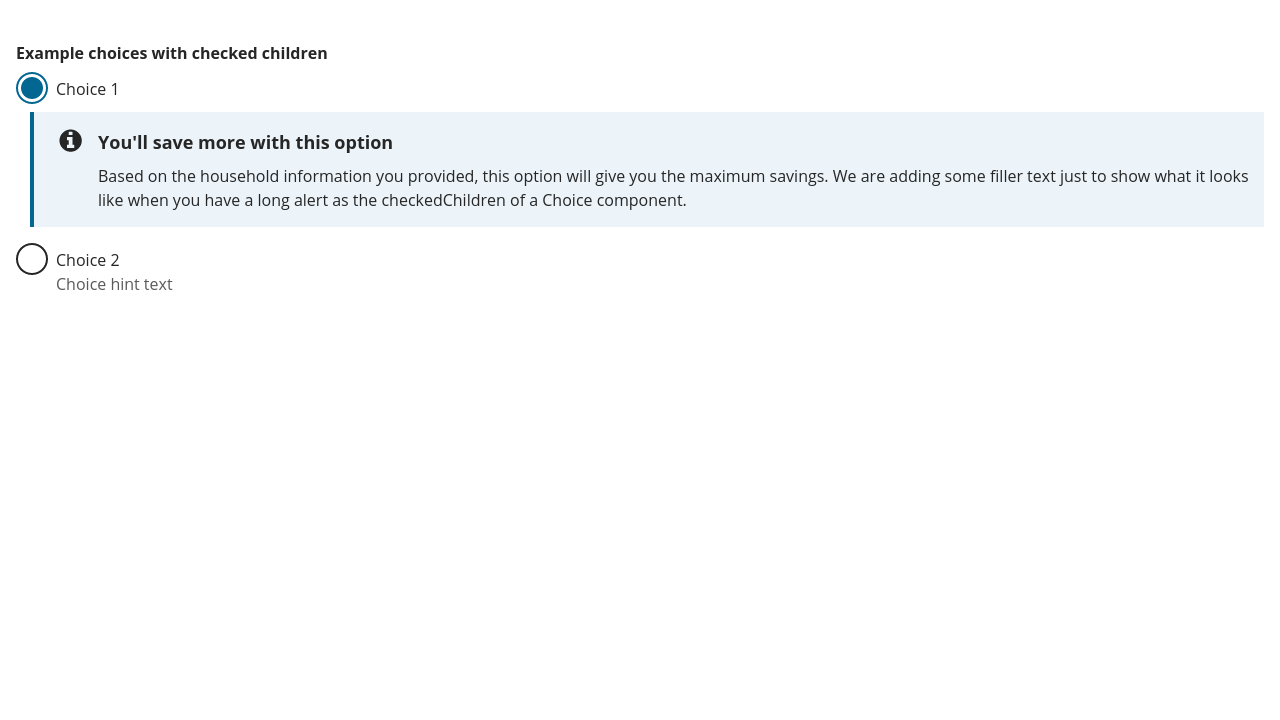 Example choices with checked children
Choice 1
You'll save more with this option
Based on the household information you provided, this option will give you the maximum savings. We are adding some filler text just to show what it looks
like when you have a long alert as the checkedChildren of a Choice component.
Choice 2
Choice hint text